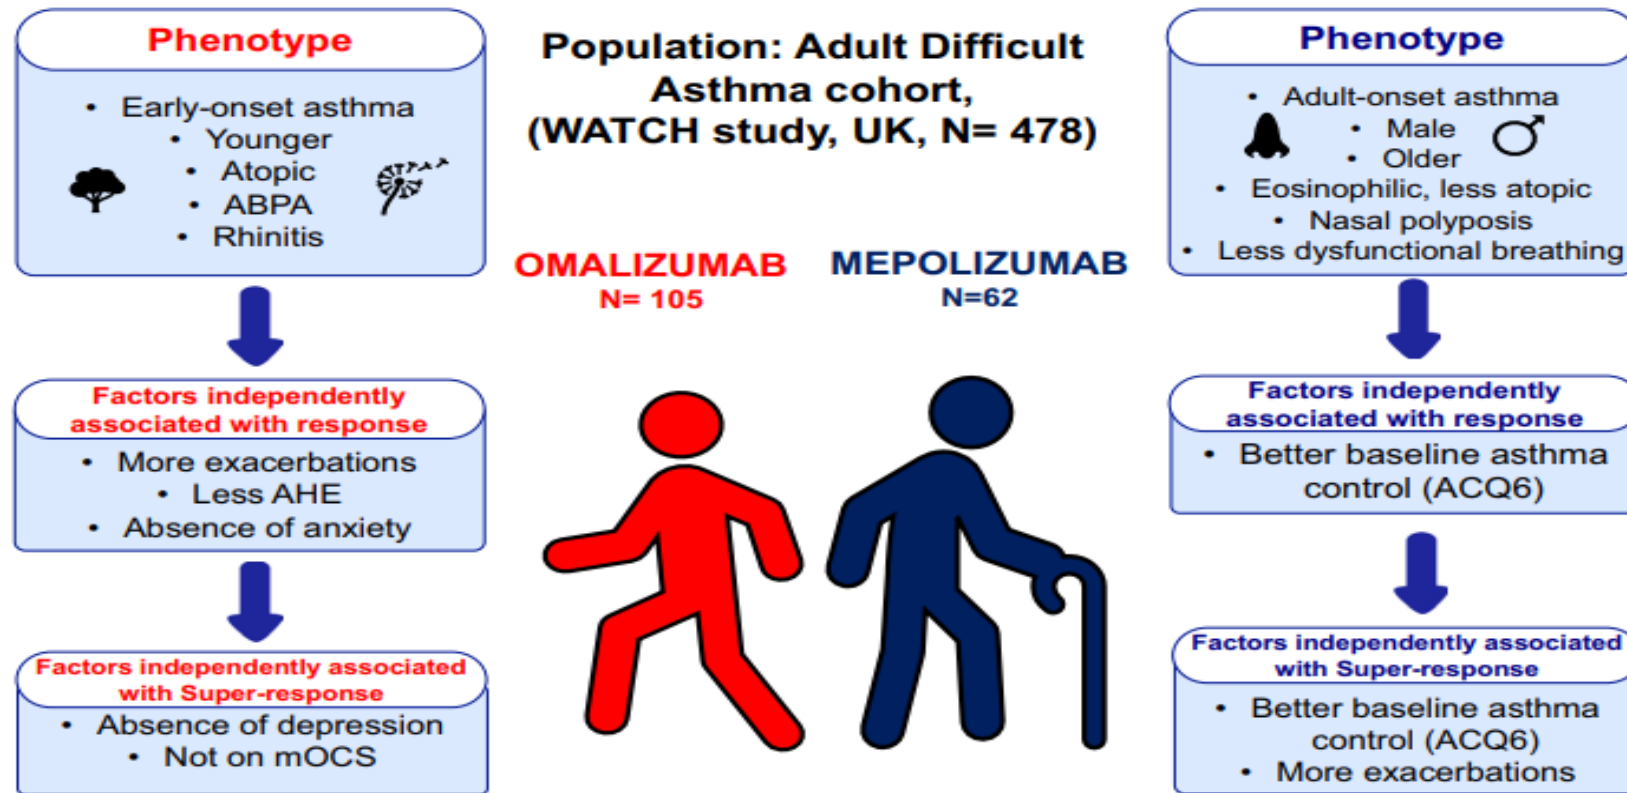 Phenotype
• Early-onset asthma
• Younger
• Atopic
• ABPA
• Rhinitis
Factors independently
associated with response
• More exacerbations
• Less AHE
• Absence of anxiety
Factors independently associated
with Super-response
• Absence of depression
• Not on mOCS
Population: Adult Difficult
Asthma cohort,
(WATCH study, UK, N= 478)
OMALIZUMAB
N= 105
MEPOLIZUMAB
N=62
Phenotype
• Adult-onset asthma
• Male
• Older
• Eosinophilic, less atopic
• Nasal polyposis
• Less dysfunctional breathing
Factors independently
associated with response
• Better baseline asthma
control (ACQ6)
Factors independently associated
with Super-response
• Better baseline asthma
control (ACQ6)
• More exacerbations